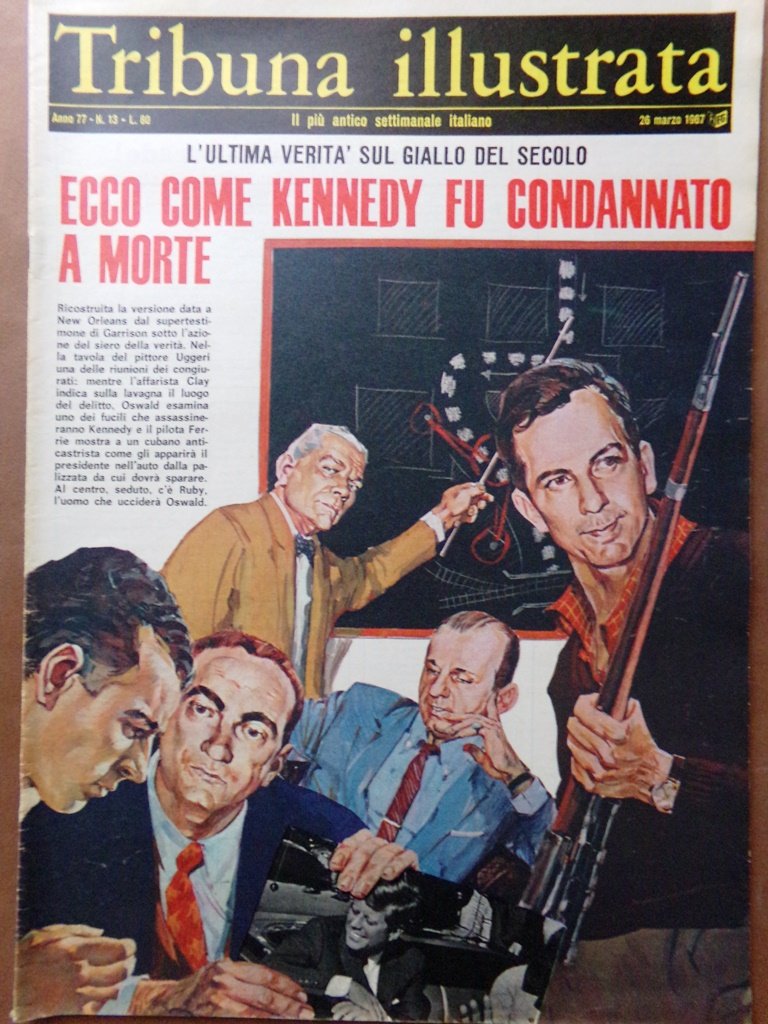 Tribuna illustrata
Anno 77 - N. 13 - L. 80 Il più antico settimanale italiano 26 marzo 1967
L'ULTIMA VERITA' SUL GIALLO DEL SECOLO
ECCO COME KENNEDY FU CONDANNATO
A MORTE
Ricostruita la versione data a
New Orleans dal supertesti-
mone di Garrison sotto l'azio-
ne del siero della verità. Nel-
la tavola del pittore Uggeri
una delle riunioni dei congiu-
rati: mentre l'affarista Clay
indica sulla lavagna il luogo
del delitto, Oswald esamina
uno dei fucili che assassine-
ranno Kennedy e il pilota Fer-
rie mostra a un cubano anti-
castrista come gli apparirà il
presidente nell'auto dalla pa-
lizzata da cui dovrà sparare.
Al centro, seduto, c'è Ruby,
l'uomo che ucciderà Oswald.